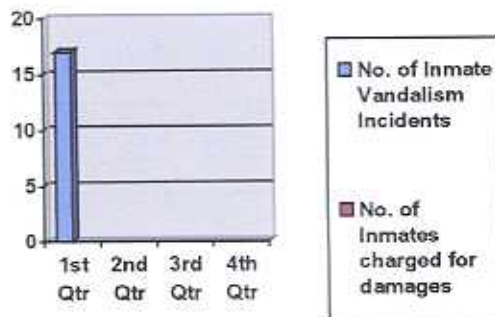 20
15
10
5
0
1st
Qtr
2nd
Qtr
3rd
Qtr
4th
Qtr
No. of Inmate
Vandalism
Incidents
No. of
Inmates
charged for
damages